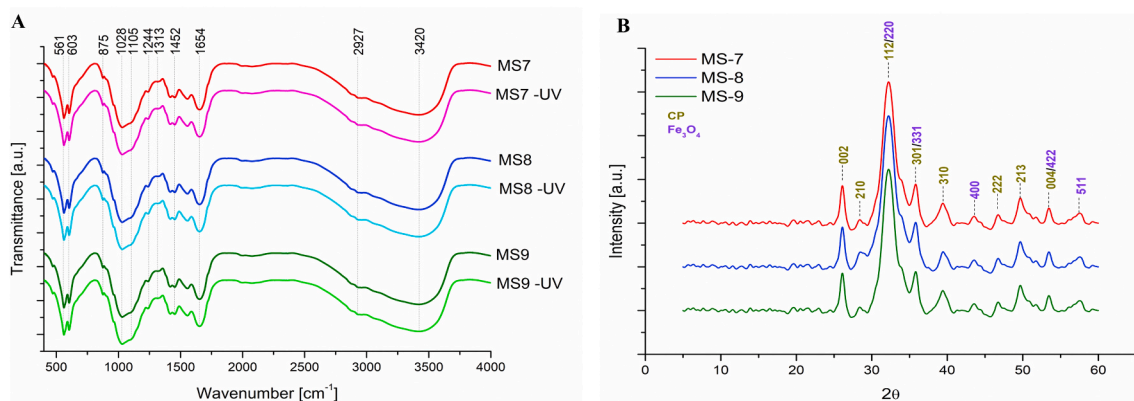 A
561 603 875 1028 1105 1244 1313 1452 1654 2927 3420
MS7
MS7 -UV
MS8
MS8 -UV
MS9
MS9 -UV
Transmittance [a.u.]
500 1000 1500 2000 2500 3000 3500 4000
Wavenumber [cm⁻¹]
B
MS-7
MS-8
MS-9
CP
Fe₃O₄
002 210 112/220 301/331 310 400 222 213 004/422 511
Intensity [a.u.]
0 10 20 30 40 50 60
2θ